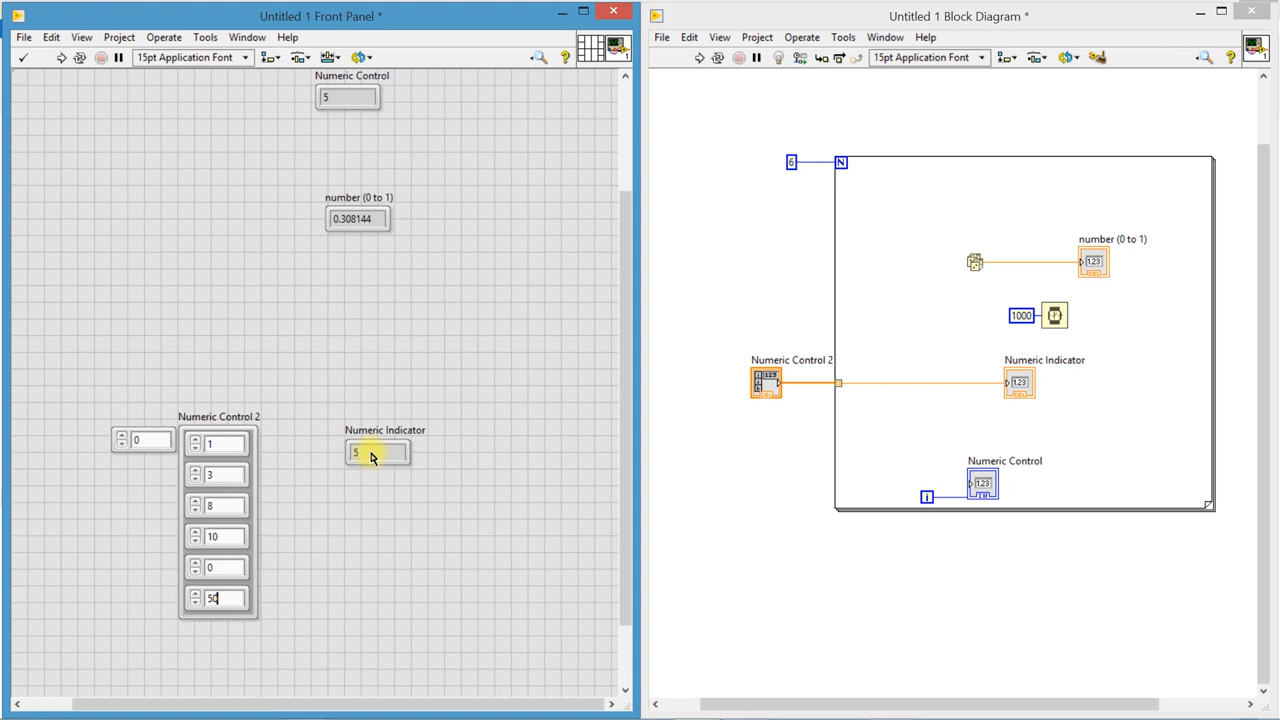 Untitled 1 Front Panel *
File Edit View Project Operate Tools Window Help
15pt Application Font
Numeric Control
5
number (0 to 1)
0.308144
Numeric Control 2
0
1
3
8
10
0
50
Numeric Indicator
5
Untitled 1 Block Diagram *
File Edit View Project Operate Tools Window Help
15pt Application Font
6
N
number (0 to 1)
1.23
DBL
1000
Numeric Control 2
Numeric Indicator
1.23
DBL
Numeric Control
1.23
i